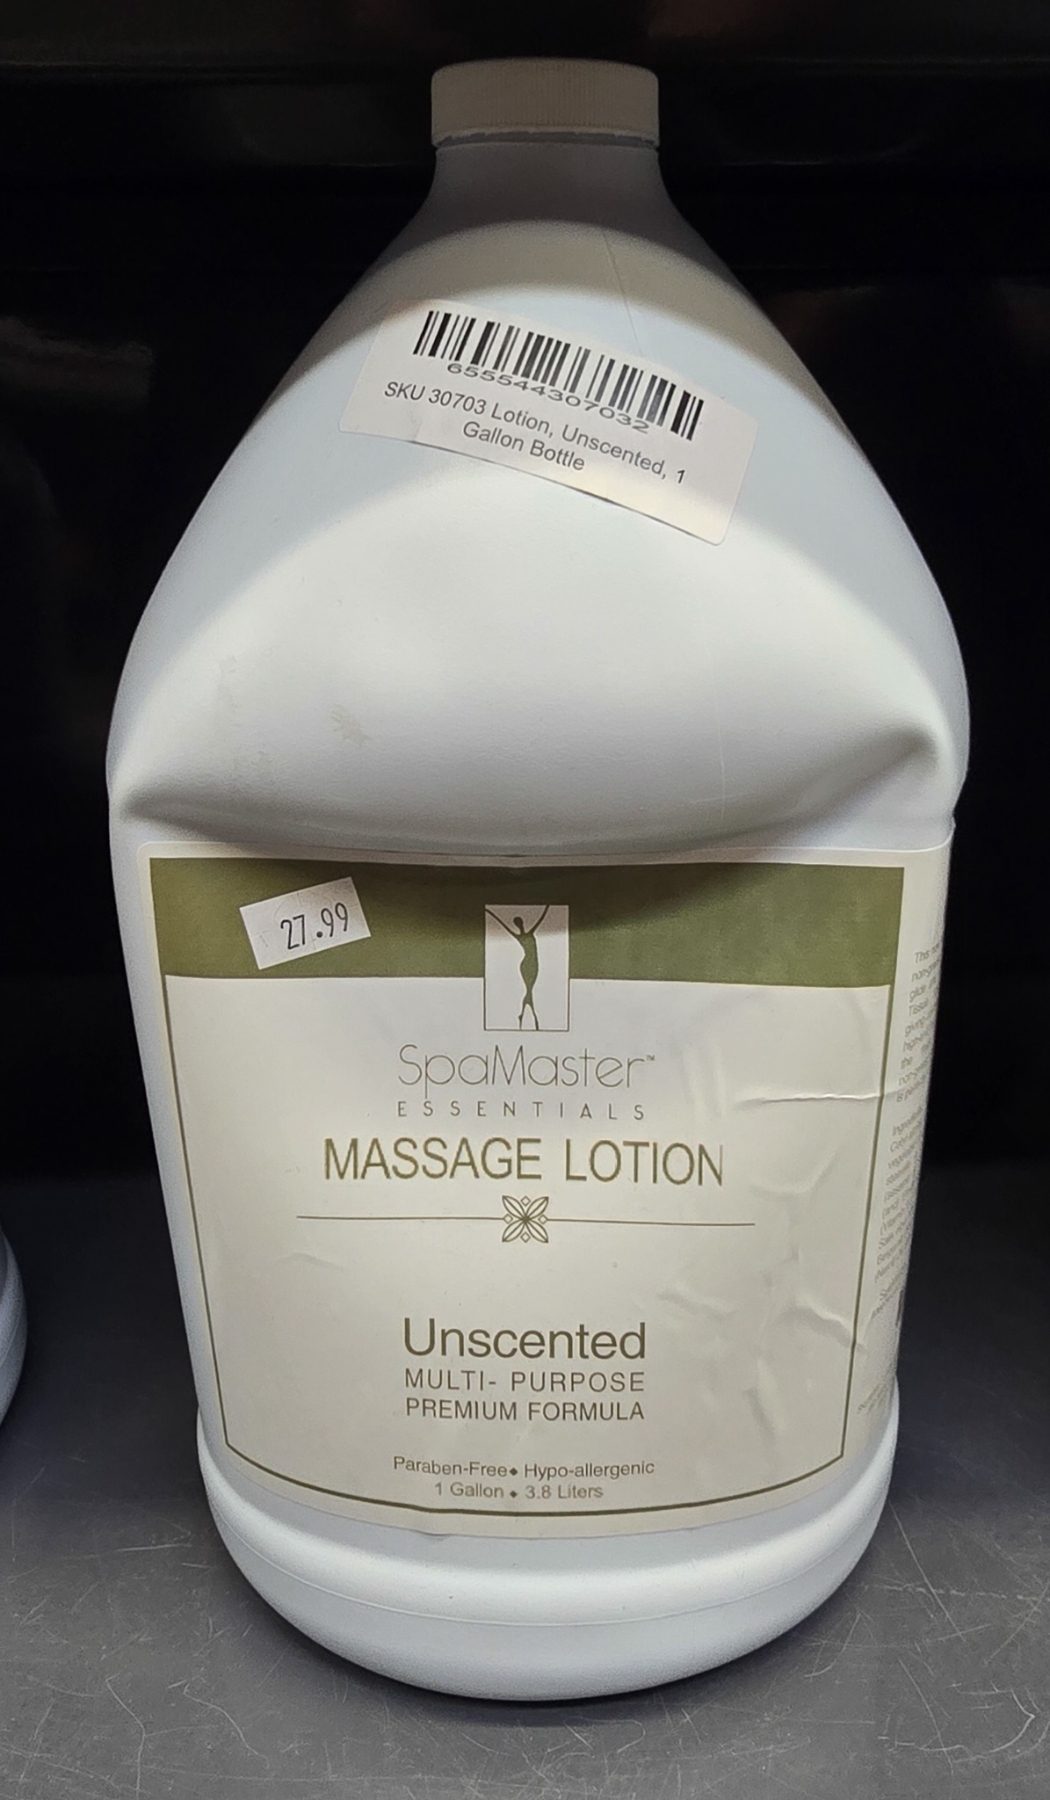 655544307032
SKU 30703 Lotion, Unscented, 1
Gallon Bottle
27.99
SpaMaster™
ESSENTIALS
MASSAGE LOTION
Unscented
MULTI- PURPOSE
PREMIUM FORMULA
Paraben-Free◆ Hypo-allergenic
1 Gallon ◆ 3.8 Liters